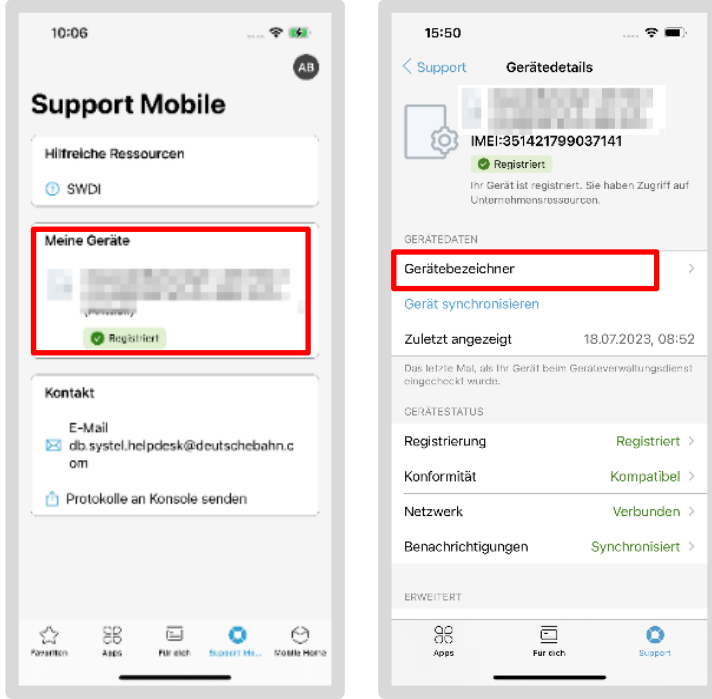 10:06
AB
Support Mobile
Hilfreiche Ressourcen
SWDI
Meine Geräte
Registriert
Kontakt
E-Mail
db.systel.helpdesk@deutschebahn.c
om
Protokolle an Konsole senden
Favoriten
Apps
Für dich
Support Mo...
Mobile Home
15:50
Support
Gerätedetails
IMEI:351421799037141
Registriert
Ihr Gerät ist registriert. Sie haben Zugriff auf
Unternehmensressourcen.
GERÄTEDATEN
Gerätebezeichner
Gerät synchronisieren
Zuletzt angezeigt 18.07.2023, 08:52
Das letzte Mal, als Ihr Gerät beim Geräteverwaltungsdienst
eingecheckt wurde.
GERÄTESTATUS
Registrierung Registriert
Konformität Kompatibel
Netzwerk Verbunden
Benachrichtigungen Synchronisiert
ERWEITERT
Apps
Für dich
Support